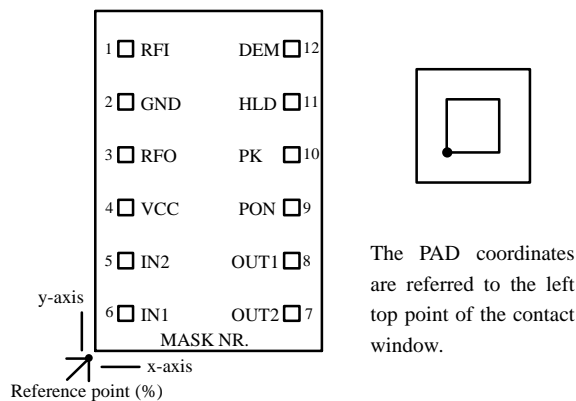 1 RFI DEM 12
2 GND HLD 11
3 RFO PK 10
4 VCC PON 9
5 IN2 OUT1 8
6 IN1 OUT2 7
MASK NR.
y-axis
x-axis
Reference point (%)
The PAD coordinates
are referred to the left
top point of the contact
window.